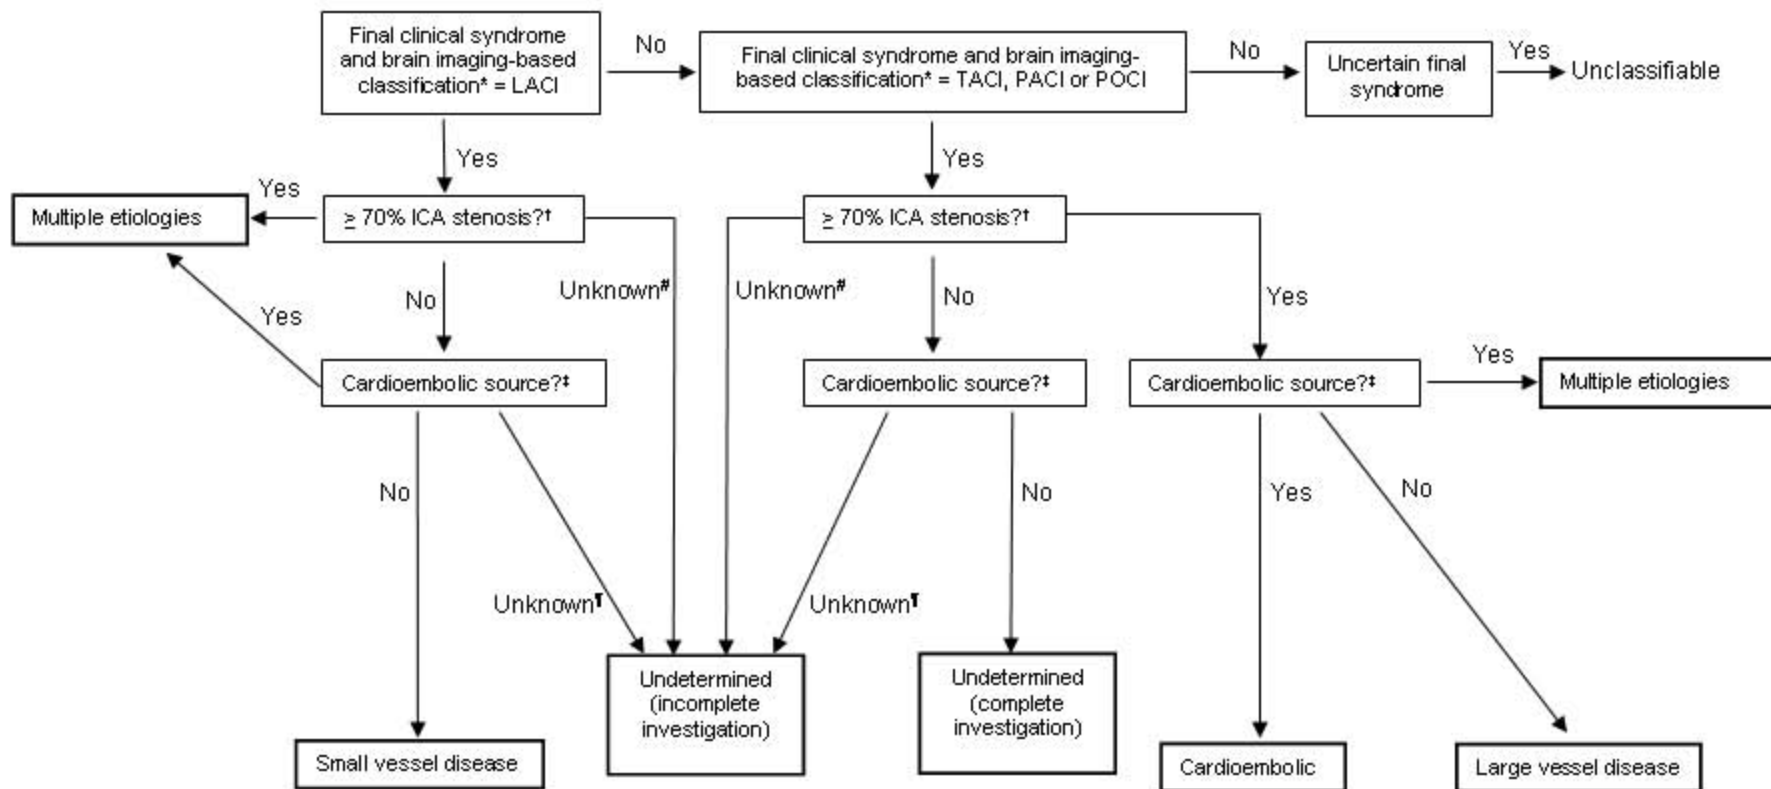 Final clinical syndrome
and brain imaging-based
classification* = LACI
No
Final clinical syndrome and brain imaging-
based classification* = TACI, PACI or POCI
No
Uncertain final
syndrome
Yes
Unclassifiable
Yes
Yes
Multiple etiologies
Yes
≥ 70% ICA stenosis?†
≥ 70% ICA stenosis?†
Yes
No
Unknown#
Unknown#
No
Yes
Cardioembolic source?‡
Cardioembolic source?‡
Cardioembolic source?‡
Yes
Multiple etiologies
No
Unknown¶
Unknown¶
No
Yes
No
Undetermined
(incomplete
investigation)
Undetermined
(complete
investigation)
Small vessel disease
Cardioembolic
Large vessel disease